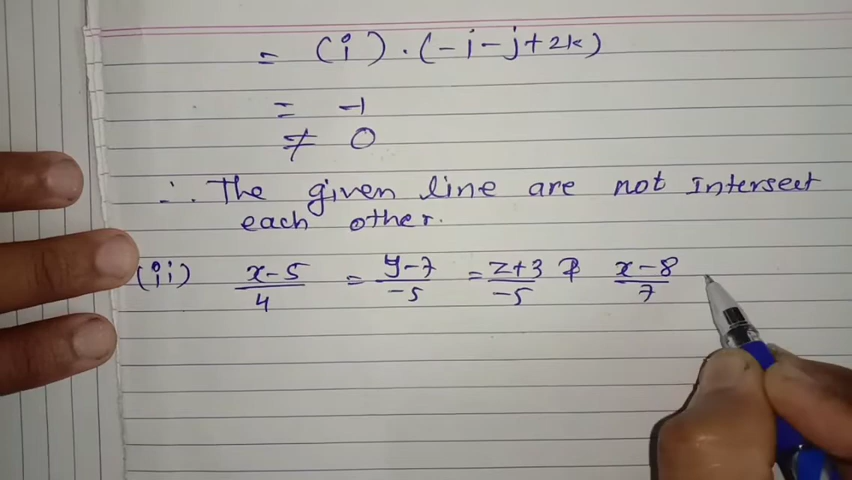 = (i) · (-i-j+2k)
= -1
≠ 0
∴ The given line are not intersect
each other.
(ii) x-5/4 = y-7/-5 = z+3/-5 & x-8/7